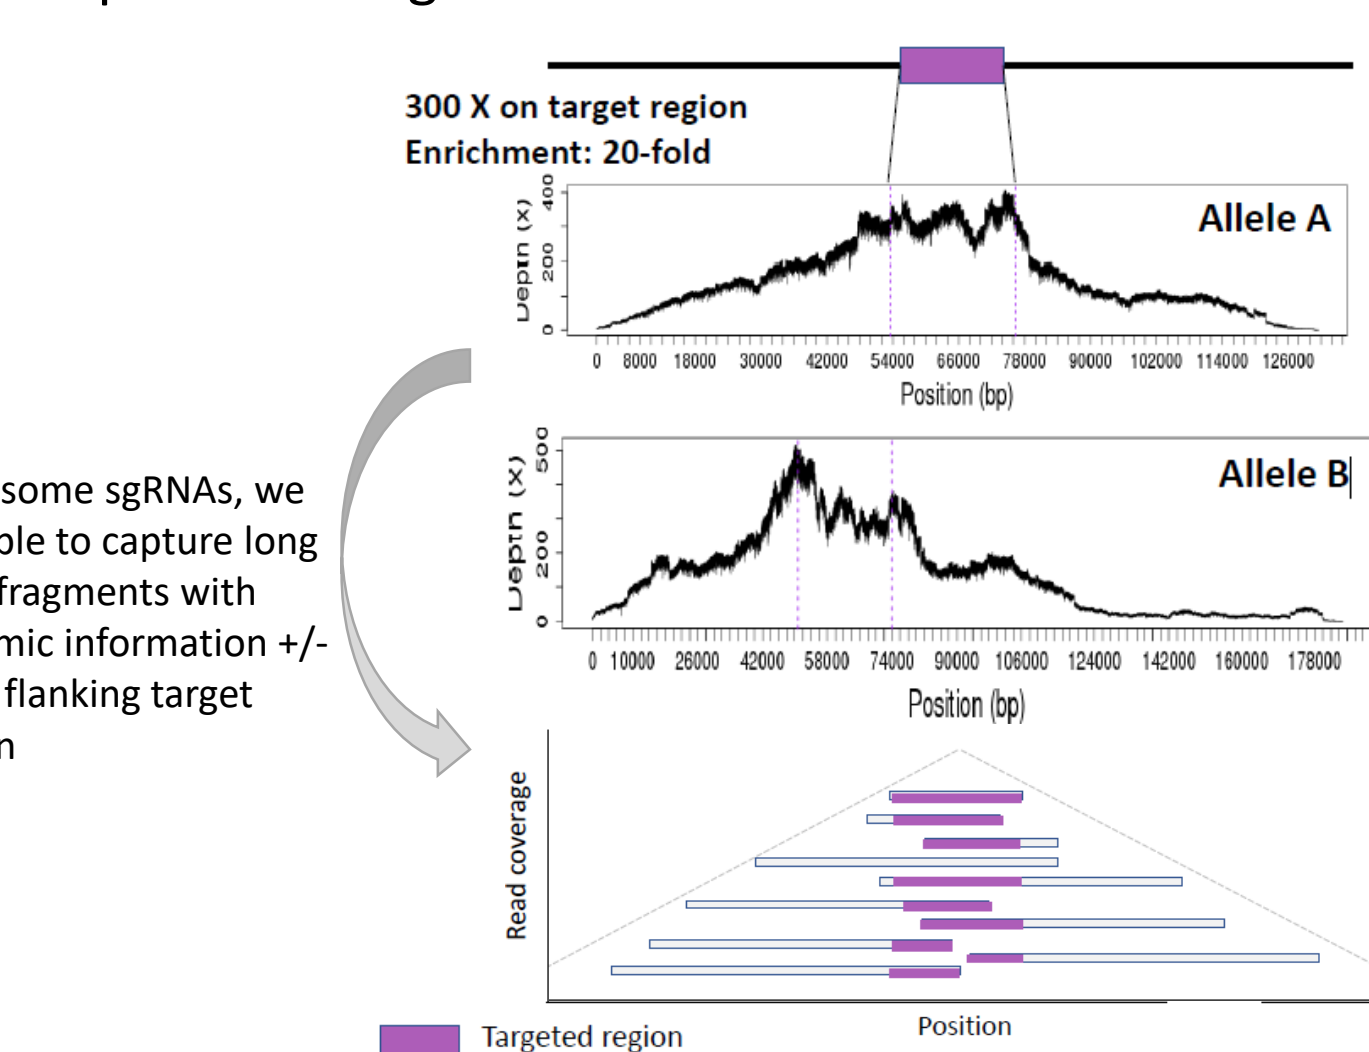 300 X on target region
Enrichment: 20-fold
Allele A
Depth (x)
400
200
0
0 8000 18000 30000 42000 54000 66000 78000 90000 102000 114000 126000
Position (bp)
Allele B
Depth (x)
500
200
0
0 10000 26000 42000 58000 74000 90000 106000 124000 142000 160000 178000
Position (bp)
some sgRNAs, we
ple to capture long
fragments with
mic information +/-
flanking target
n
Read coverage
Position
Targeted region